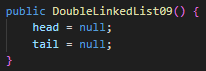 public DoubleLinkedList09() {
    head = null;
    tail = null;
}